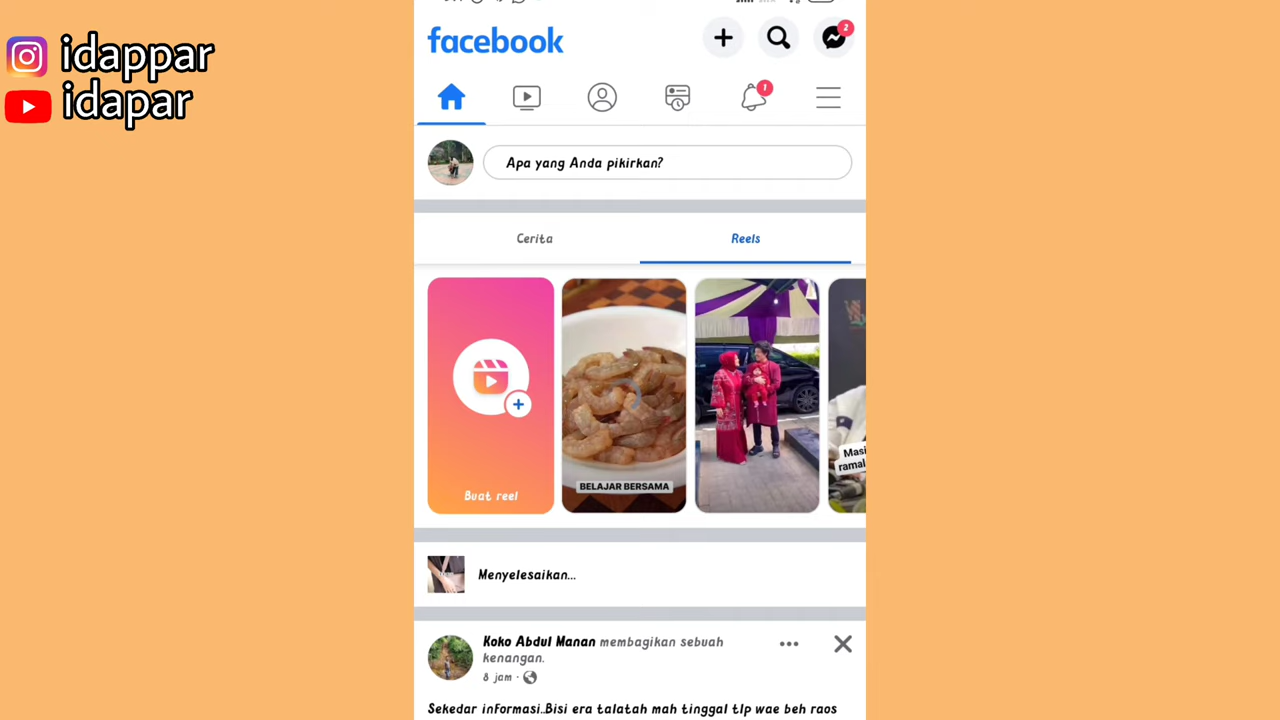 idappar
idapar
facebook
2
1
Apa yang Anda pikirkan?
Cerita
Reels
Buat reel
BELAJAR BERSAMA
Masi
ramal
Menyelesaikan...
Koko Abdul Manan membagikan sebuah
kenangan.
8 jam ·
Sekedar informasi..Bisi era talatah mah tinggal tlp wae beh raos